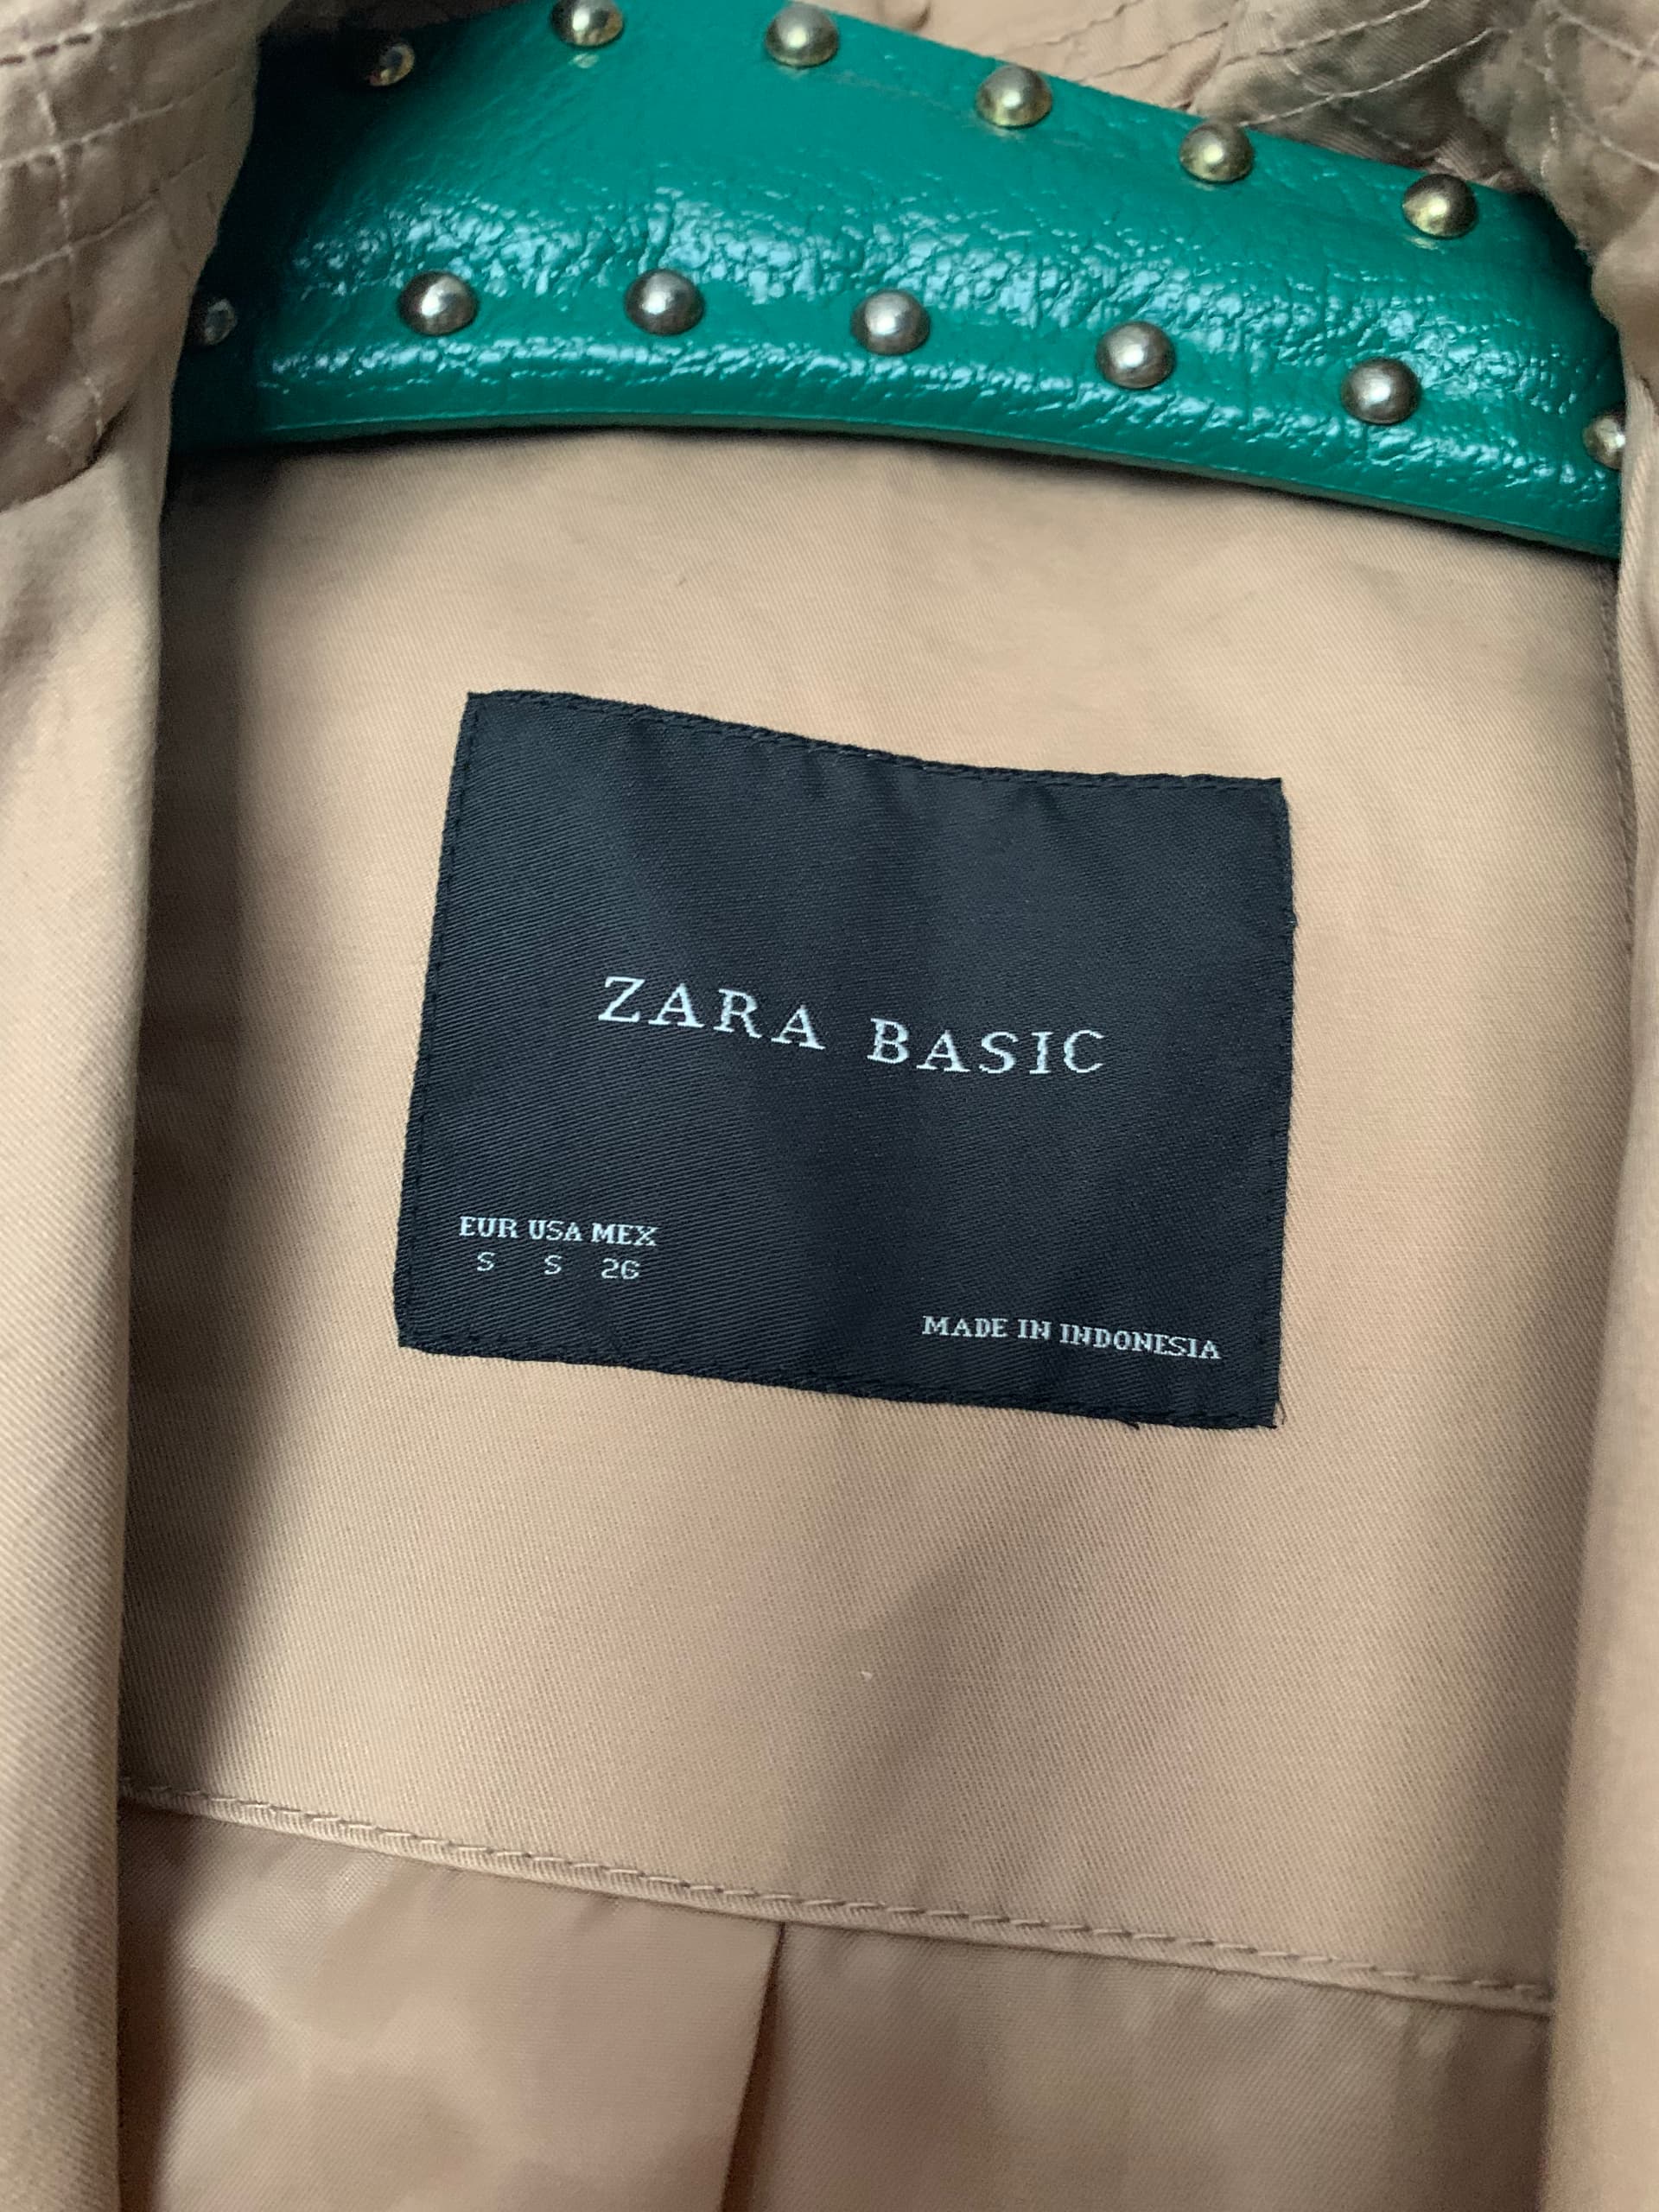 ZARA BASIC
EUR USA MEX
S S 26
MADE IN INDONESIA